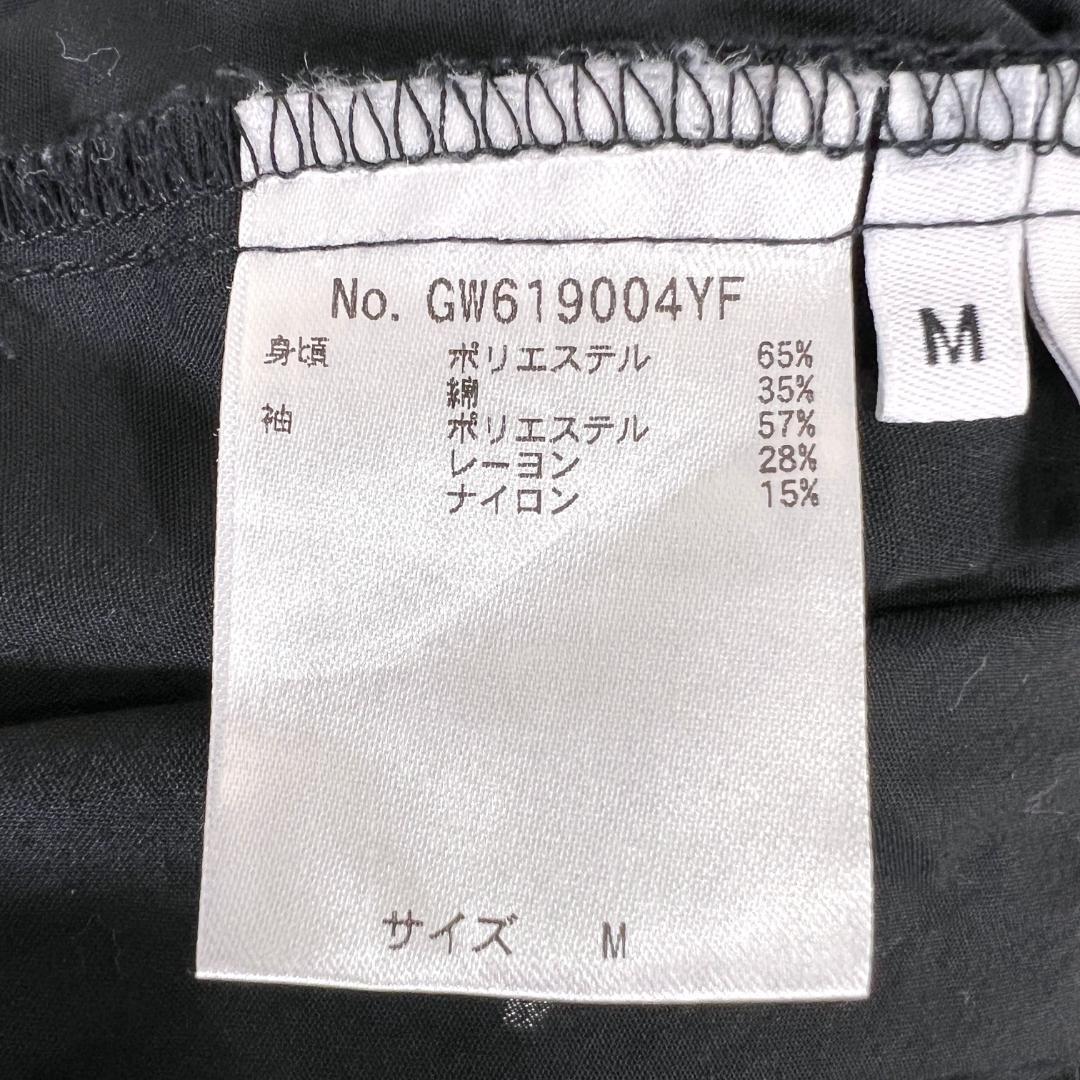 No. GW619004YF
身頃 ポリエステル 65%
綿 35%
袖 ポリエステル 57%
レーヨン 28%
ナイロン 15%
サイズ M
M